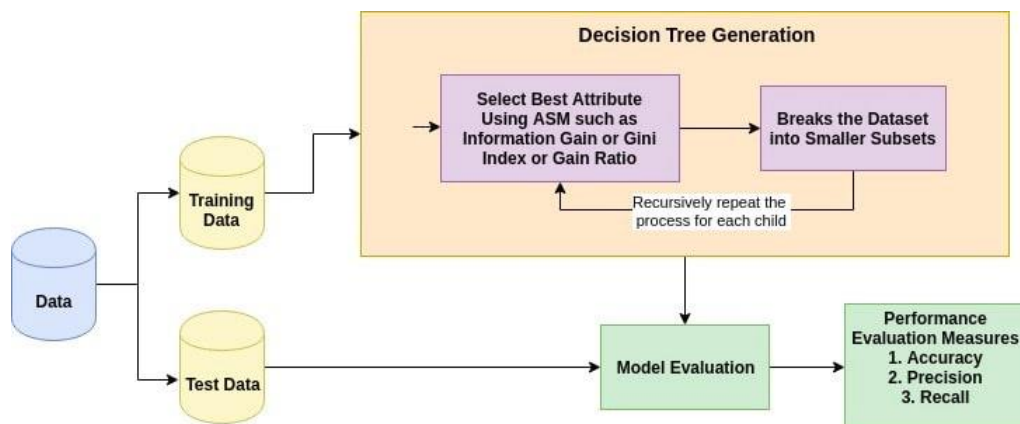 Decision Tree Generation
Select Best Attribute
Using ASM such as
Information Gain or Gini
Index or Gain Ratio
Breaks the Dataset
into Smaller Subsets
Recursively repeat the
process for each child
Training
Data
Data
Test Data
Model Evaluation
Performance
Evaluation Measures
1. Accuracy
2. Precision
3. Recall